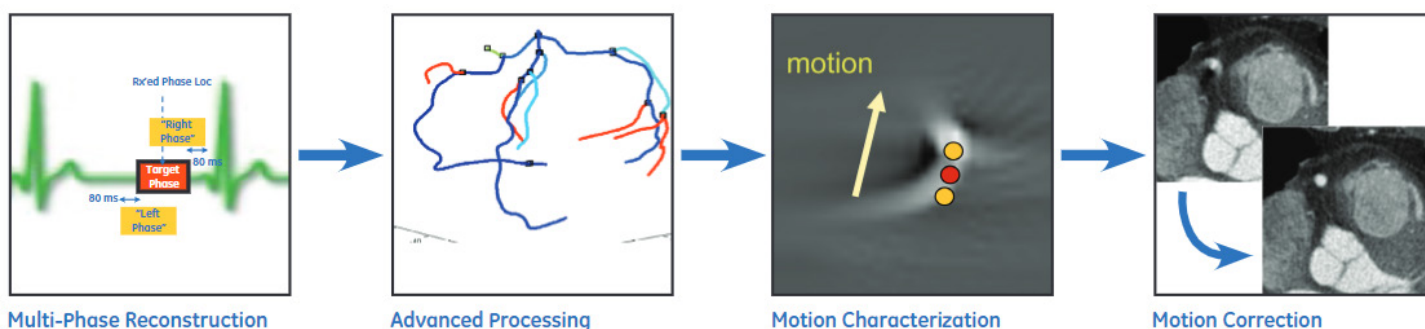 Rx'ed Phase Loc
"Right
Phase"
80 ms
Target
Phase
80 ms
"Left
Phase"
motion
Multi-Phase Reconstruction
Advanced Processing
Motion Characterization
Motion Correction